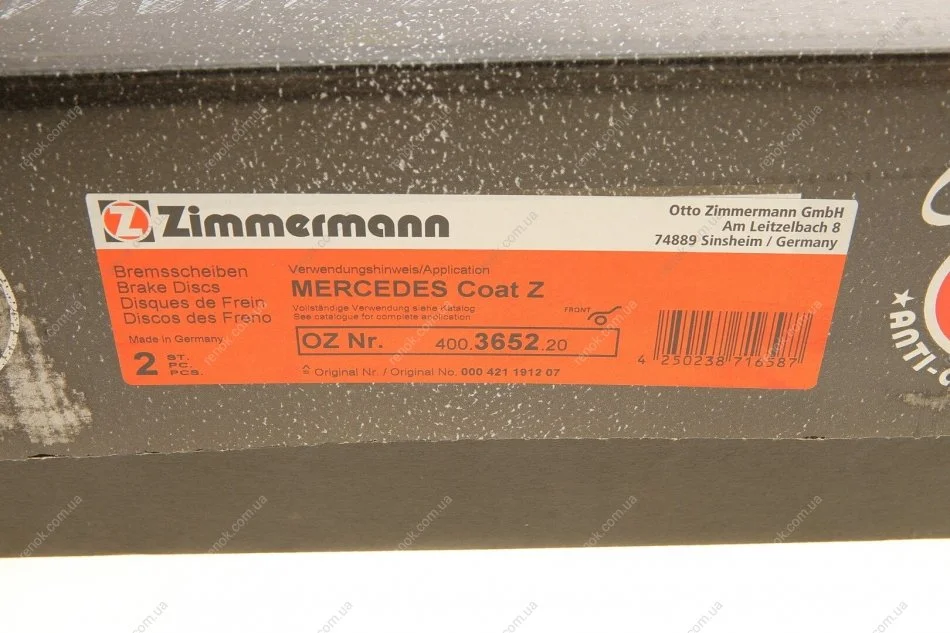 Z Zimmermann
Otto Zimmermann GmbH
Am Leitzelbach 8
74889 Sinsheim / Germany
Bremsscheiben
Brake Discs
Disques de Frein
Discos des Freno
Made in Germany
2 ST.
PC.
PCS.
Verwendungshinweis/Application
MERCEDES Coat Z
Vollständige Verwendung siehe Katalog
See catalogue for complete application
FRONT
OZ Nr. 400.3652.20
≙ Original Nr. / Original No. 000 421 1912 07
4 250238 716587
ANTI-
renok.com.ua